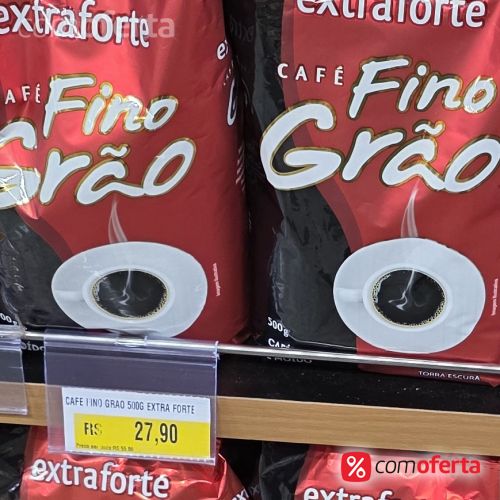 extraforte
CAFÉ
Fino
Grão
extraforte
CAFÉ
Fino
Grão
500g
TORRA ESCURA
CAFE FINO GRAO 500G EXTRA FORTE
R$ 27,90
extraforte
extraforte
%comoferta